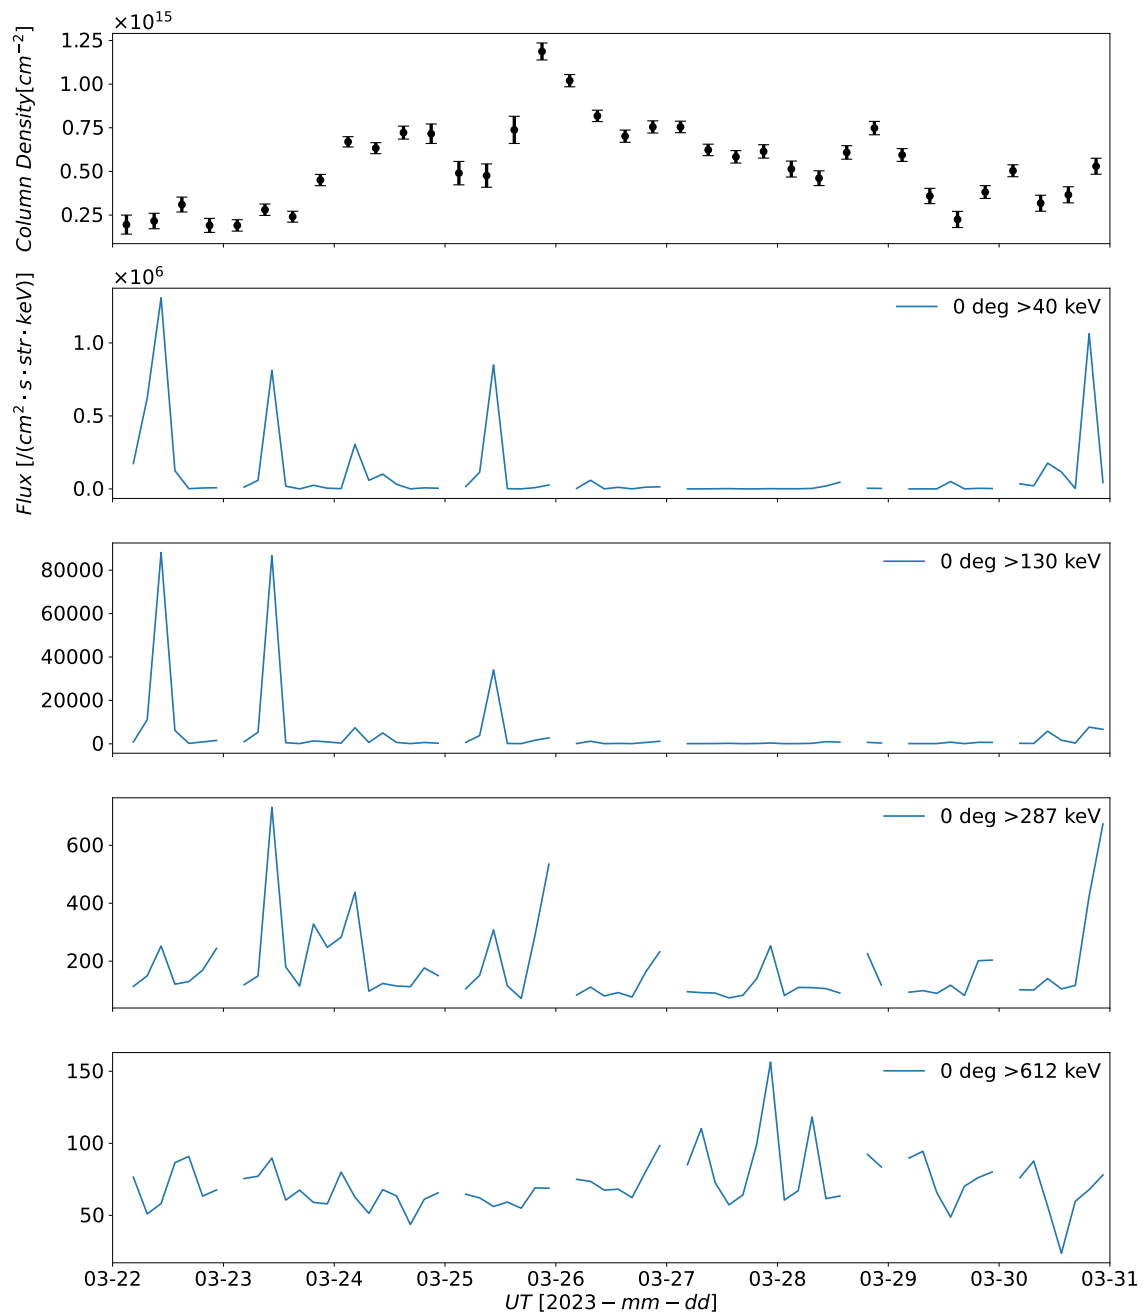 ×10¹⁵
Column Density[cm⁻²]
1.25
1.00
0.75
0.50
0.25
×10⁶
Flux [/(cm² · s · str · keV)]
0 deg >40 keV
1.0
0.5
0.0
0 deg >130 keV
80000
60000
40000
20000
0
0 deg >287 keV
600
400
200
0 deg >612 keV
150
100
50
03-22 03-23 03-24 03-25 03-26 03-27 03-28 03-29 03-30 03-31
UT [2023 − mm − dd]